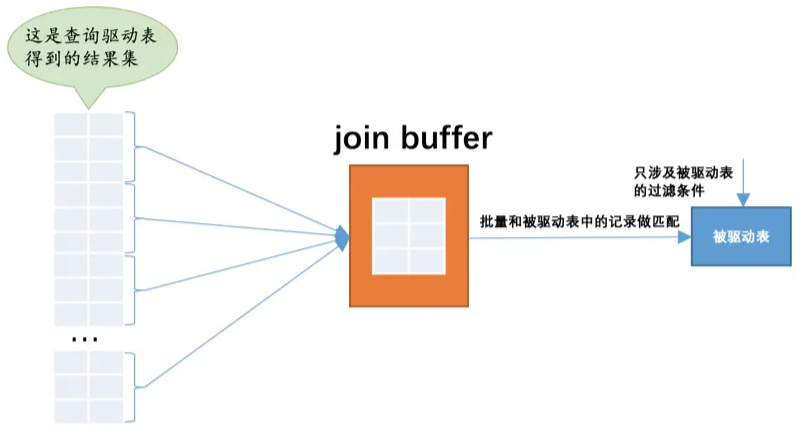 这是查询驱动表
得到的结果集
join buffer
只涉及被驱动表
的过滤条件
批量和被驱动表中的记录做匹配
被驱动表
...